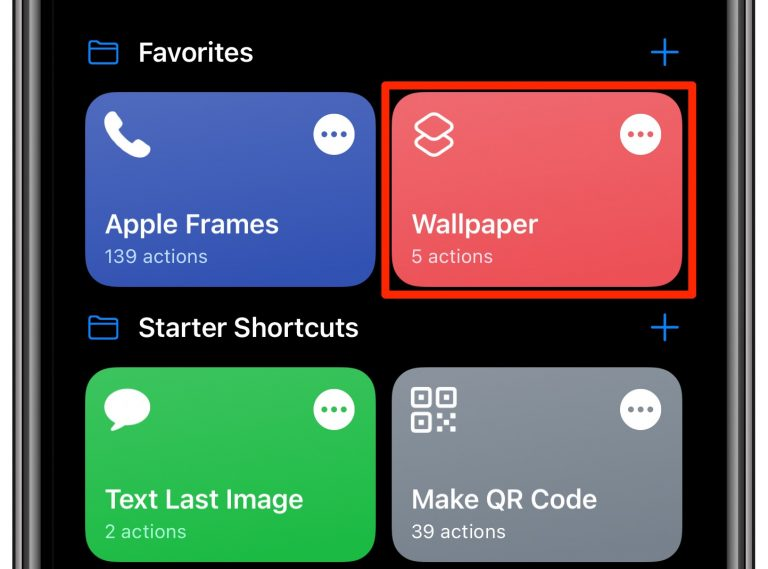 Favorites
Apple Frames
139 actions
Wallpaper
5 actions
Starter Shortcuts
Text Last Image
2 actions
Make QR Code
39 actions